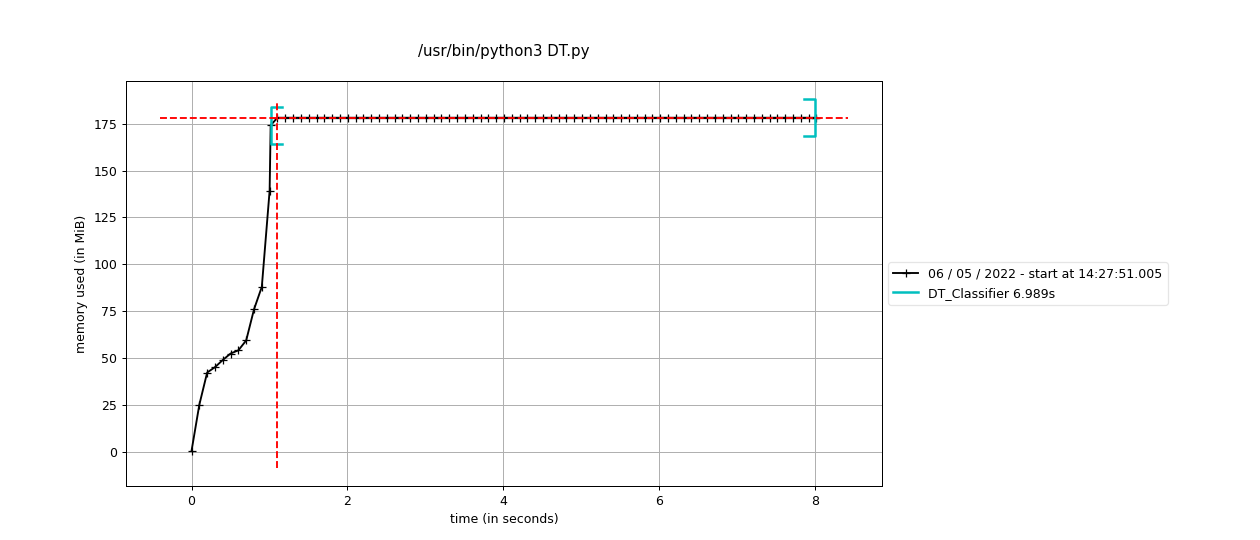 /usr/bin/python3 DT.py
memory used (in MiB)
175
150
125
100
75
50
25
0
0 2 4 6 8
time (in seconds)
06 / 05 / 2022 - start at 14:27:51.005
DT_Classifier 6.989s